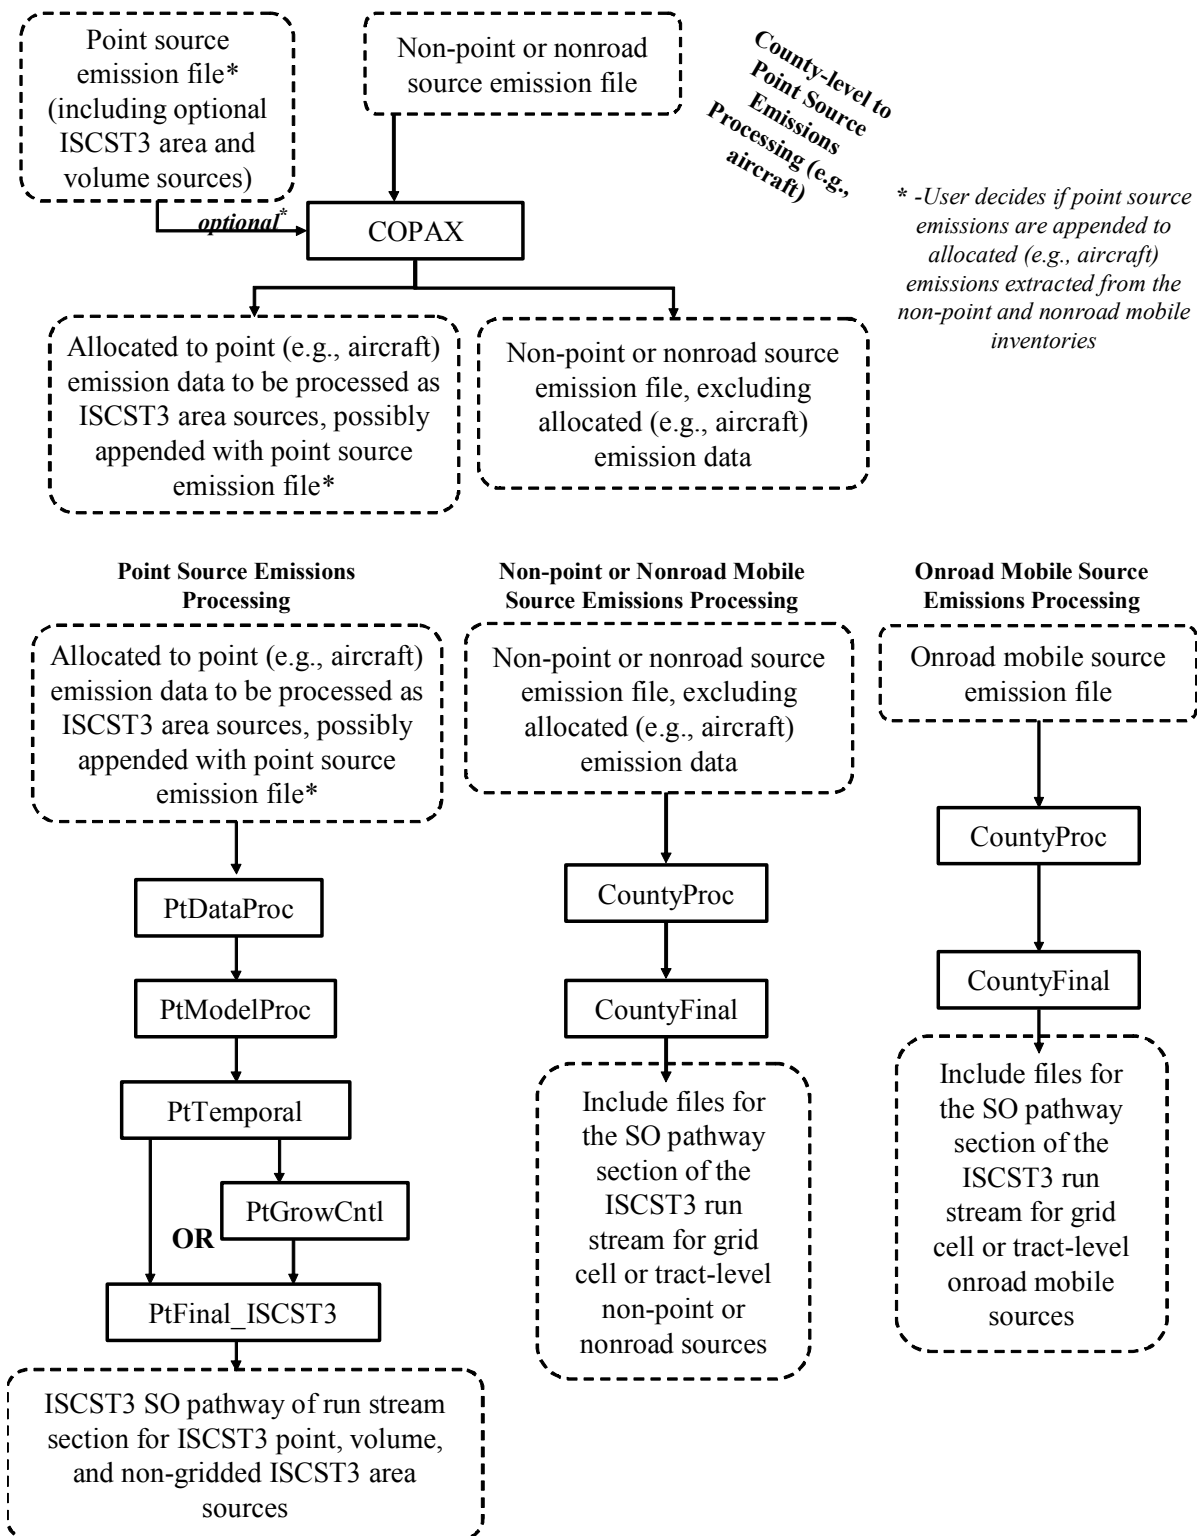 Point source
emission file*
(including optional
ISCST3 area and
volume sources)
Non-point or nonroad
source emission file
County-level to
Point Source
Emissions
Processing (e.g.,
aircraft)
* -User decides if point source
emissions are appended to
allocated (e.g., aircraft)
emissions extracted from the
non-point and nonroad mobile
inventories
optional*
COPAX
Allocated to point (e.g., aircraft)
emission data to be processed as
ISCST3 area sources, possibly
appended with point source
emission file*
Non-point or nonroad source
emission file, excluding
allocated (e.g., aircraft)
emission data
Point Source Emissions
Processing
Allocated to point (e.g., aircraft)
emission data to be processed as
ISCST3 area sources, possibly
appended with point source
emission file*
PtDataProc
PtModelProc
PtTemporal
PtGrowCntl
OR
PtFinal_ISCST3
ISCST3 SO pathway of run stream
section for ISCST3 point, volume,
and non-gridded ISCST3 area
sources
Non-point or Nonroad Mobile
Source Emissions Processing
Non-point or nonroad source
emission file, excluding
allocated (e.g., aircraft)
emission data
CountyProc
CountyFinal
Include files for
the SO pathway
section of the
ISCST3 run
stream for grid
cell or tract-level
non-point or
nonroad sources
Onroad Mobile Source
Emissions Processing
Onroad mobile source
emission file
CountyProc
CountyFinal
Include files for
the SO pathway
section of the
ISCST3 run
stream for grid
cell or tract-level
onroad mobile
sources